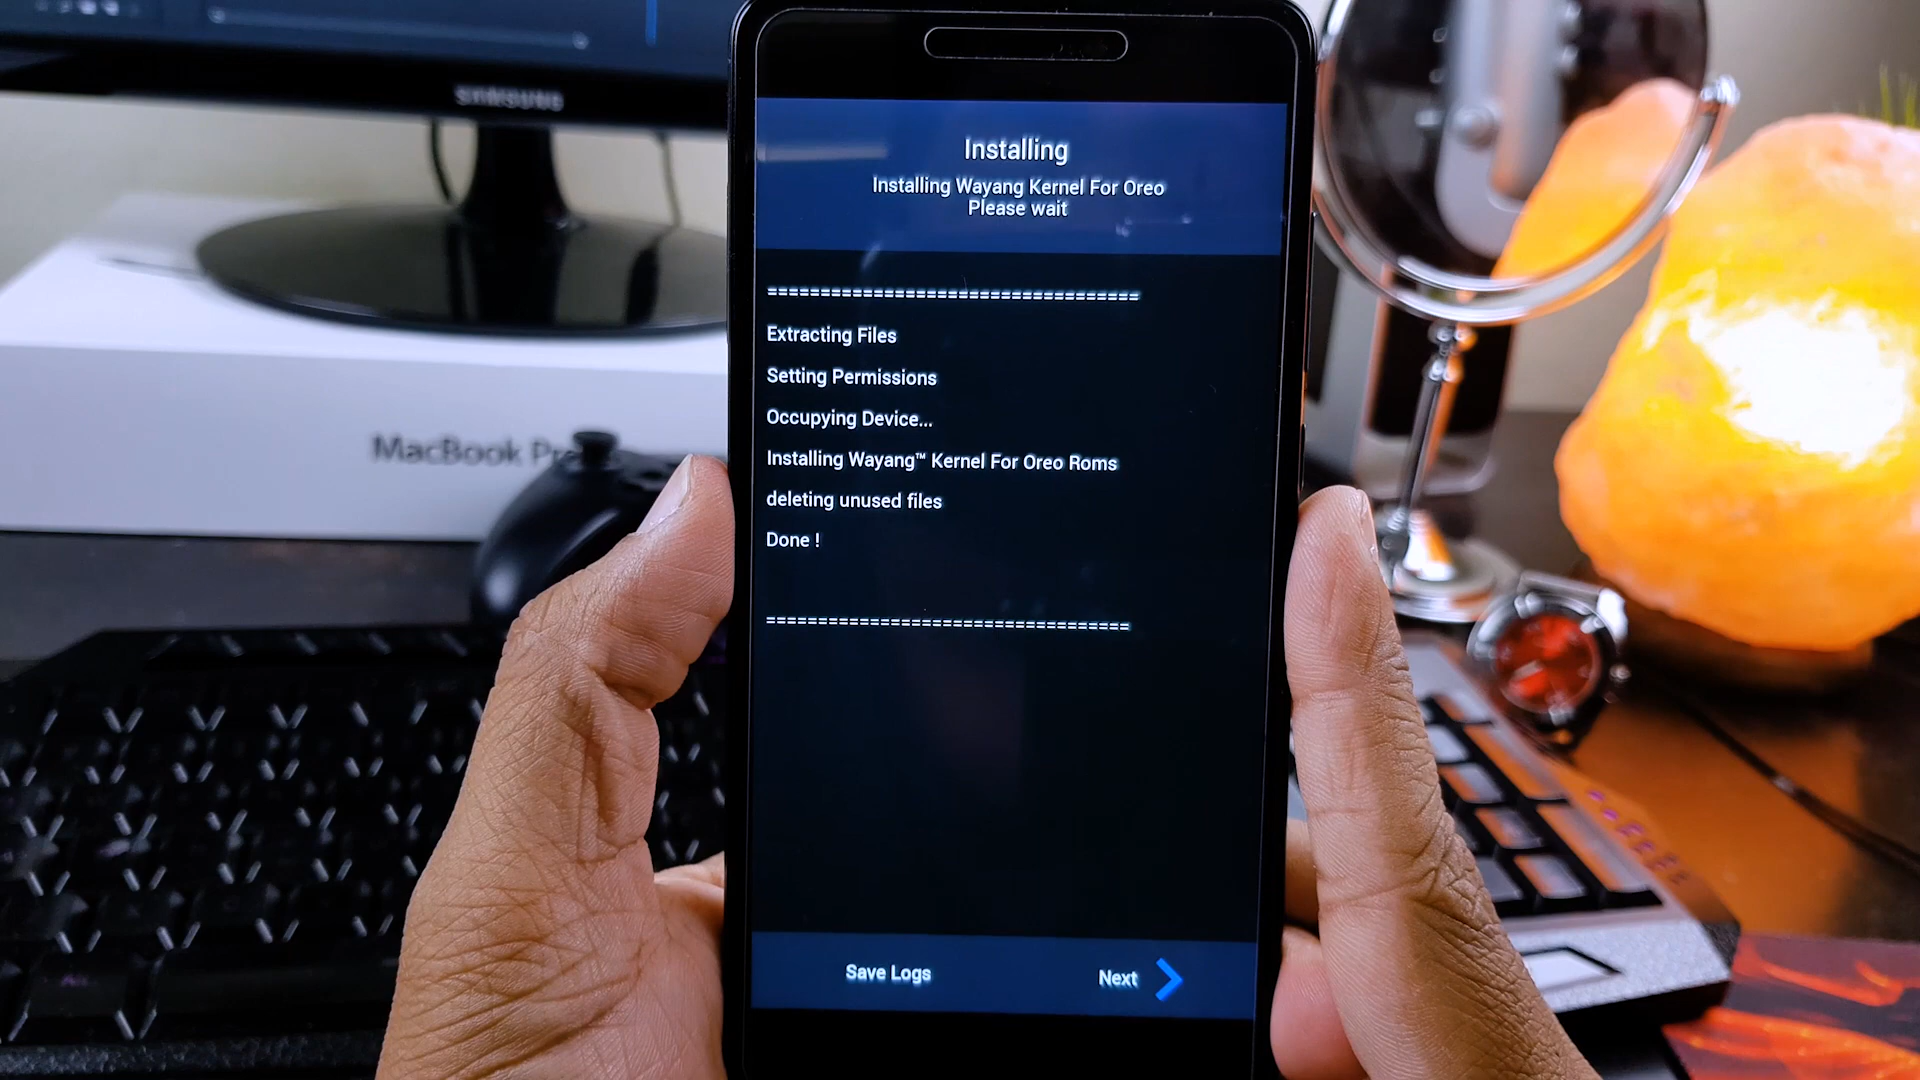 SAMSUNG
Installing
Installing Wayang Kernel For Oreo
Please wait
===================================
Extracting Files
Setting Permissions
Occupying Device...
Installing Wayang™ Kernel For Oreo Roms
deleting unused files
Done !
==================================
MacBook Pr
Save Logs
Next